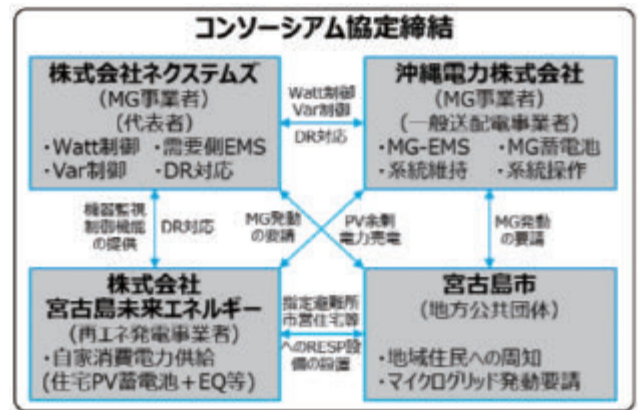 コンソーシアム協定締結
株式会社ネクステムズ
(MG事業者)
(代表者)
・Watt制御 ・需要側EMS
・Var制御 ・DR対応
Watt制御
Var制御
DR対応
沖縄電力株式会社
(MG事業者)
(一般送配電事業者)
・MG-EMS ・MG蓄電池
・系統維持 ・系統操作
機器監視
制御機能
の提供
DR対応
MG発動
の要請
PV余剰
電力売電
MG発動
の要請
株式会社
宮古島未来エネルギー
(再エネ発電事業者)
・自家消費電力供給
(住宅PV蓄電池+EQ等)
指定避難所
市営住宅等
へのRESP設
備の設置
宮古島市
(地方公共団体)
・地域住民への周知
・マイクログリッド発動要請